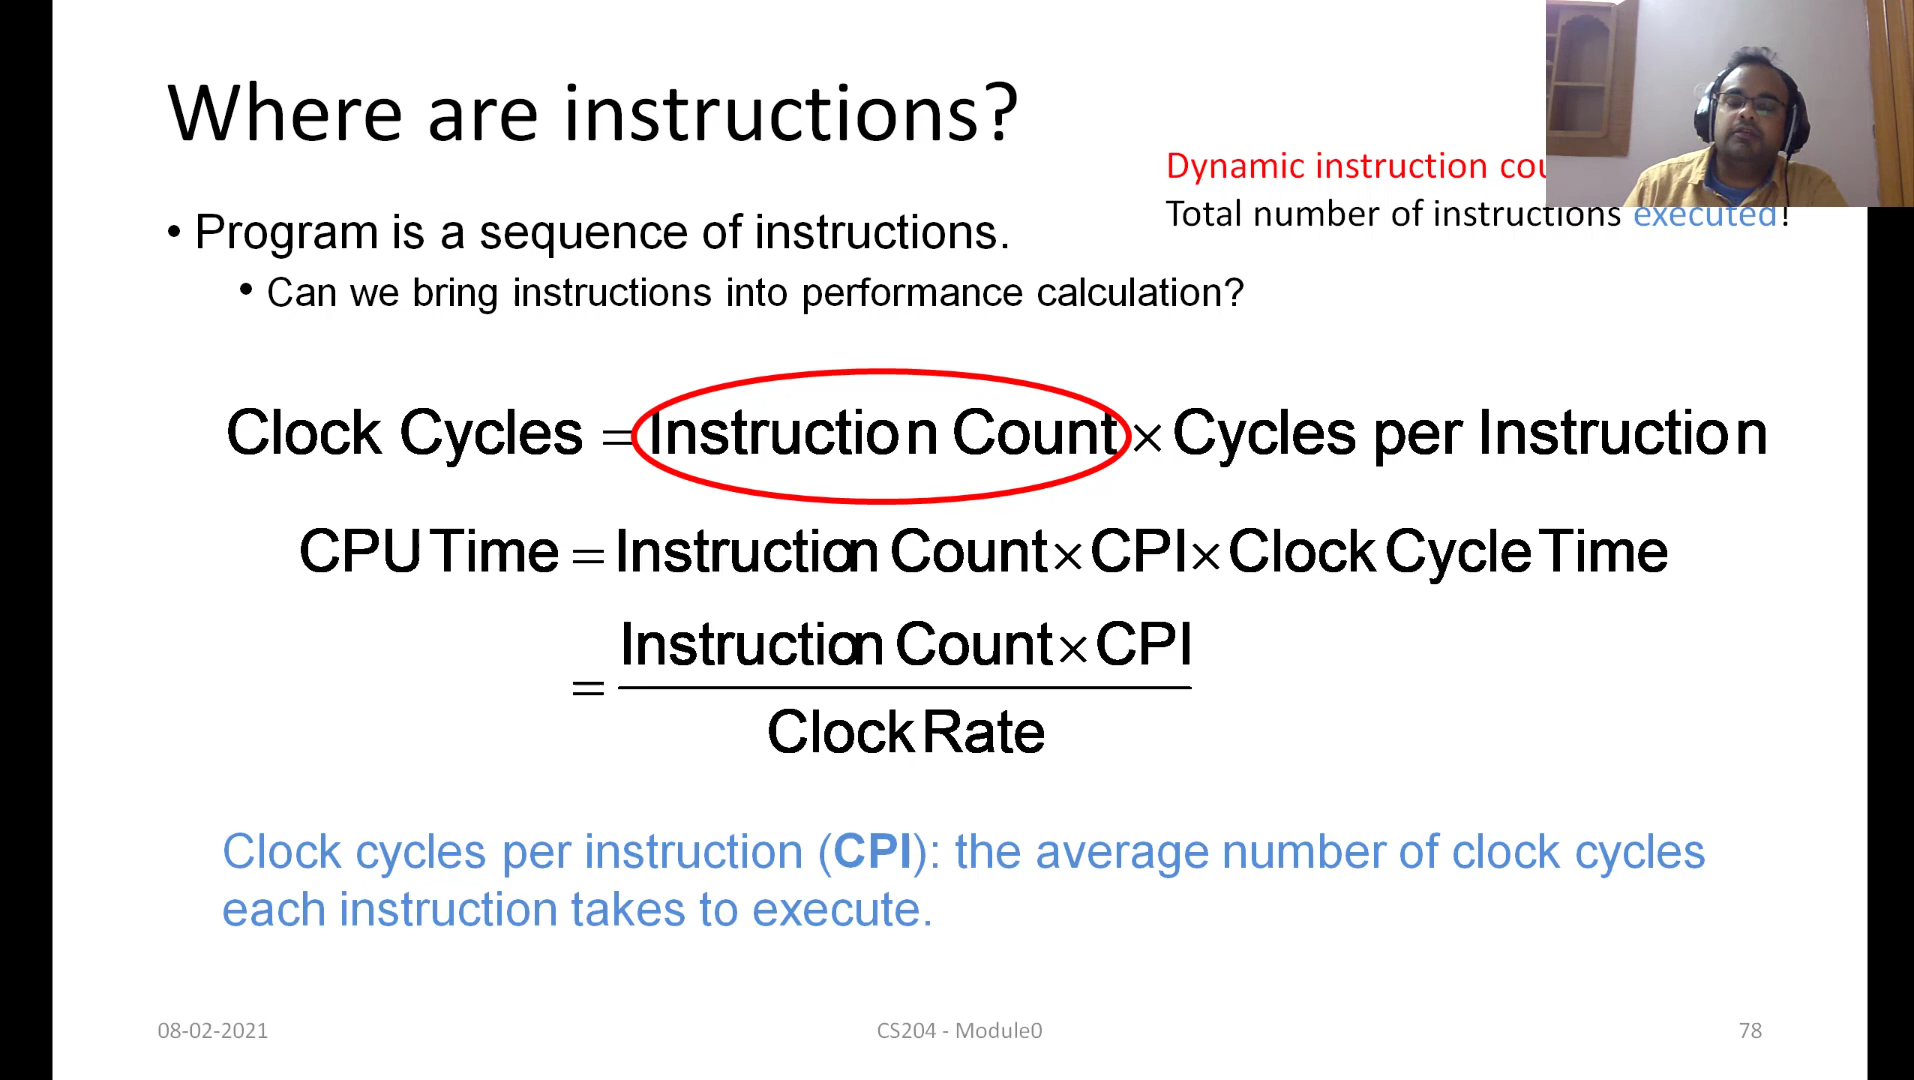 Where are instructions?
Dynamic instruction
Total number of instructions executed!
• Program is a sequence of instructions.
• Can we bring instructions into performance calculation?
Clock Cycles = Instruction Count × Cycles per Instruction
CPU Time = Instruction Count × CPI × Clock Cycle Time
= Instruction Count × CPI
Clock Rate
Clock cycles per instruction (CPI): the average number of clock cycles
each instruction takes to execute.
08-02-2021
CS204 - Module0
78